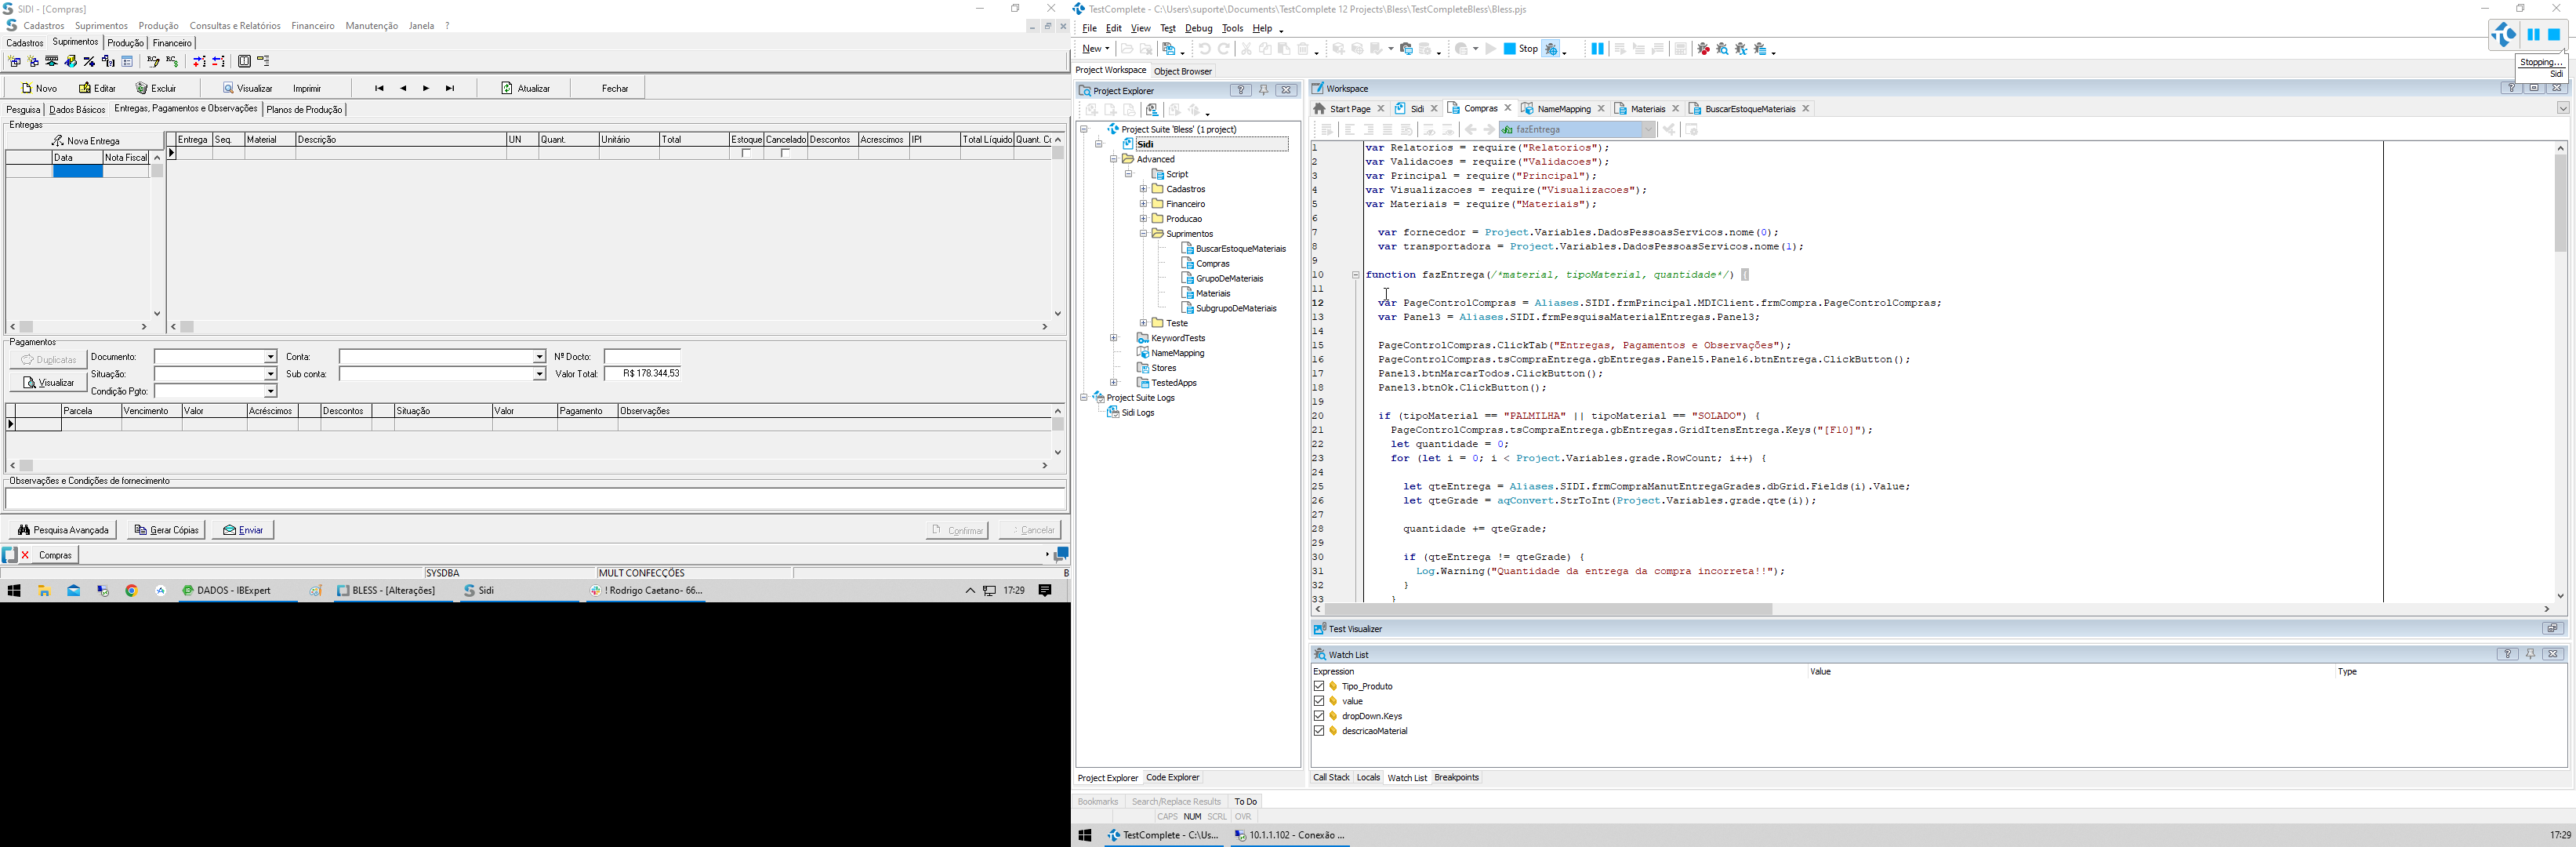 SIDI - [Compras]
Cadastros Suprimentos Produção Consultas e Relatórios Financeiro Manutenção Janela ?
Cadastros Suprimentos Produção Financeiro
Novo Editar Excluir Visualizar Imprimir Atualizar Fechar
Pesquisa Dados Básicos Entregas, Pagamentos e Observações Planos de Produção
Entregas
Nova Entrega
Data Nota Fiscal
Entrega Seq. Material Descrição UN Quant. Unitário Total Estoque Cancelado Descontos Acrescimos IPI Total Líquido Quant. Co
Pagamentos
Duplicatas
Visualizar
Documento:
Situação:
Condição Pgto:
Conta:
Sub conta:
Nº Docto:
Valor Total: R$ 178.344,53
Parcela Vencimento Valor Acréscimos Descontos Situação Valor Pagamento Observações
Observações e Condições de fornecimento
Pesquisa Avançada Gerar Cópias Enviar Confirmar Cancelar
Compras
SYSDBA MULT CONFECÇÕES B
DADOS - IBExpert BLESS - [Alterações] Sidi ! Rodrigo Caetano- 66... 17:29
TestComplete - C:\Users\suporte\Documents\TestComplete 12 Projects\Bless\TestCompleteBless\Bless.pjs
File Edit View Test Debug Tools Help
New Stop
Stopping...
Sidi
Project Workspace Object Browser
Project Explorer
Project Suite 'Bless' (1 project)
Sidi
Advanced
Script
Cadastros
Financeiro
Producao
Suprimentos
BuscarEstoqueMateriais
Compras
GrupoDeMateriais
Materiais
SubgrupoDeMateriais
Teste
KeywordTests
NameMapping
Stores
TestedApps
Project Suite Logs
Sidi Logs
Project Explorer Code Explorer
Workspace
Start Page Sidi Compras NameMapping Materiais BuscarEstoqueMateriais
fazEntrega
1 var Relatorios = require("Relatorios");
2 var Validacoes = require("Validacoes");
3 var Principal = require("Principal");
4 var Visualizacoes = require("Visualizacoes");
5 var Materiais = require("Materiais");
6
7 var fornecedor = Project.Variables.DadosPessoasServicos.nome(0);
8 var transportadora = Project.Variables.DadosPessoasServicos.nome(1);
9
10 function fazEntrega(/*material, tipoMaterial, quantidade*/) {
11
12 var PageControlCompras = Aliases.SIDI.frmPrincipal.MDIClient.frmCompra.PageControlCompras;
13 var Panel3 = Aliases.SIDI.frmPesquisaMaterialEntregas.Panel3;
14
15 PageControlCompras.ClickTab("Entregas, Pagamentos e Observações");
16 PageControlCompras.tsCompraEntrega.gbEntregas.Panel5.Panel6.btnEntrega.ClickButton();
17 Panel3.btnMarcarTodos.ClickButton();
18 Panel3.btnOk.ClickButton();
19
20 if (tipoMaterial == "PALMILHA" || tipoMaterial == "SOLADO") {
21 PageControlCompras.tsCompraEntrega.gbEntregas.GridItensEntrega.Keys("[F10]");
22 let quantidade = 0;
23 for (let i = 0; i < Project.Variables.grade.RowCount; i++) {
24
25 let qteEntrega = Aliases.SIDI.frmCompraManutEntregaGrades.dbGrid.Fields(i).Value;
26 let qteGrade = aqConvert.StrToInt(Project.Variables.grade.qte(i));
27
28 quantidade += qteGrade;
29
30 if (qteEntrega != qteGrade) {
31 Log.Warning("Quantidade da entrega da compra incorreta!!");
32 }
33 }
Test Visualizer
Watch List
Expression Value Type
Tipo_Produto
value
dropDown.Keys
descricaoMaterial
Call Stack Locals Watch List Breakpoints
Bookmarks Search/Replace Results To Do
CAPS NUM SCRL OVR
TestComplete - C:\Us... 10.1.1.102 - Conexão ... 17:29